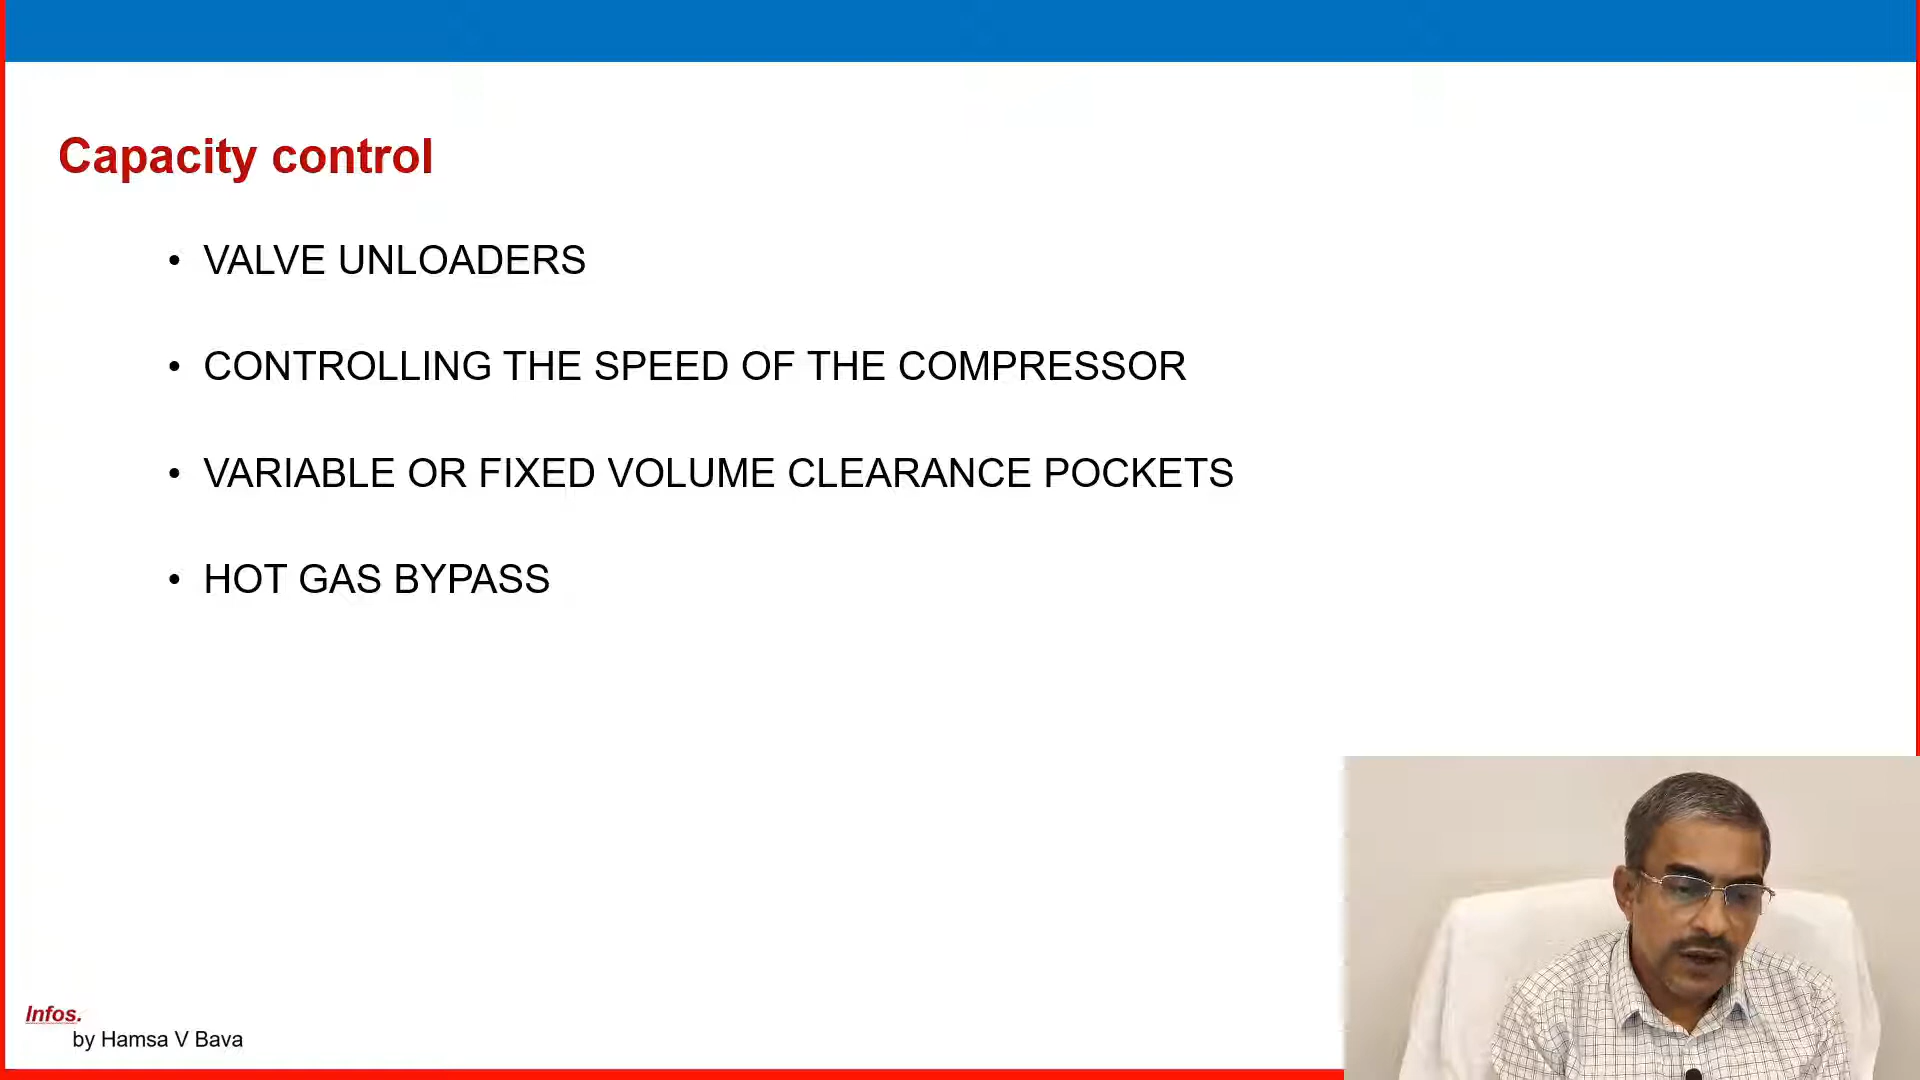 Capacity control
• VALVE UNLOADERS
• CONTROLLING THE SPEED OF THE COMPRESSOR
• VARIABLE OR FIXED VOLUME CLEARANCE POCKETS
• HOT GAS BYPASS
Infos.
by Hamsa V Bava